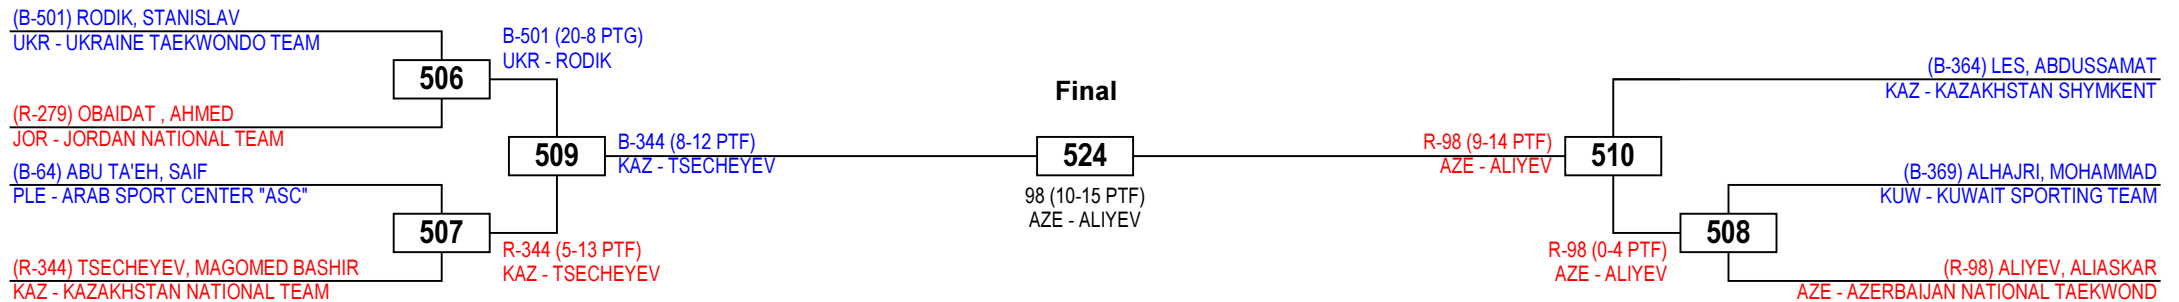 (B-501) RODIK, STANISLAV
UKR - UKRAINE TAEKWONDO TEAM
B-501 (20-8 PTG)
UKR - RODIK
506
(R-279) OBAIDAT , AHMED
JOR - JORDAN NATIONAL TEAM
509
B-344 (8-12 PTF)
KAZ - TSECHEYEV
(B-64) ABU TA'EH, SAIF
PLE - ARAB SPORT CENTER "ASC"
507
R-344 (5-13 PTF)
KAZ - TSECHEYEV
(R-344) TSECHEYEV, MAGOMED BASHIR
KAZ - KAZAKHSTAN NATIONAL TEAM
Final
524
98 (10-15 PTF)
AZE - ALIYEV
(B-364) LES, ABDUSSAMAT
KAZ - KAZAKHSTAN SHYMKENT
R-98 (9-14 PTF)
AZE - ALIYEV
510
(B-369) ALHAJRI, MOHAMMAD
KUW - KUWAIT SPORTING TEAM
508
R-98 (0-4 PTF)
AZE - ALIYEV
(R-98) ALIYEV, ALIASKAR
AZE - AZERBAIJAN NATIONAL TAEKWOND